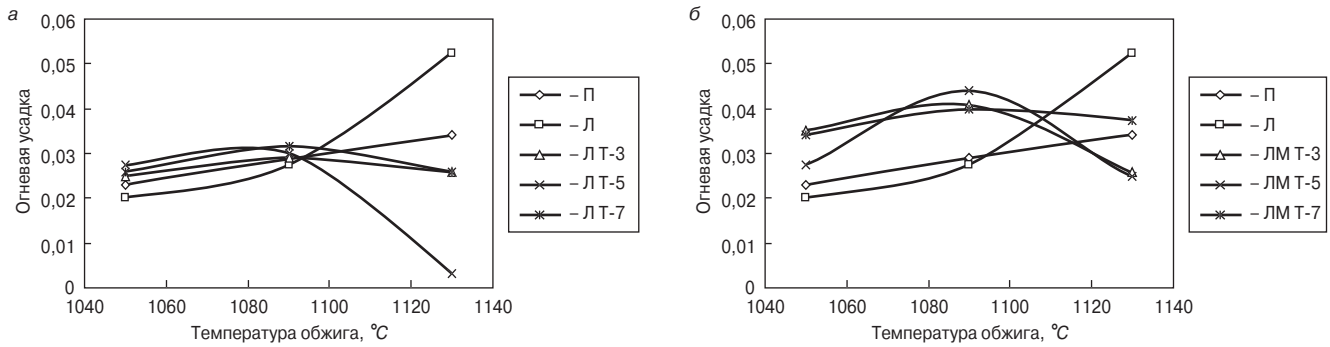 а
0,06
0,05
0,04
0,03
0,02
0,01
0
1040 1060 1080 1100 1120 1140
Огневая усадка
Температура обжига, °С
– П
– Л
– Л Т-3
– Л Т-5
– Л Т-7
б
0,06
0,05
0,04
0,03
0,02
0,01
0
1040 1060 1080 1100 1120 1140
Огневая усадка
Температура обжига, °С
– П
– Л
– ЛМ Т-3
– ЛМ Т-5
– ЛМ Т-7